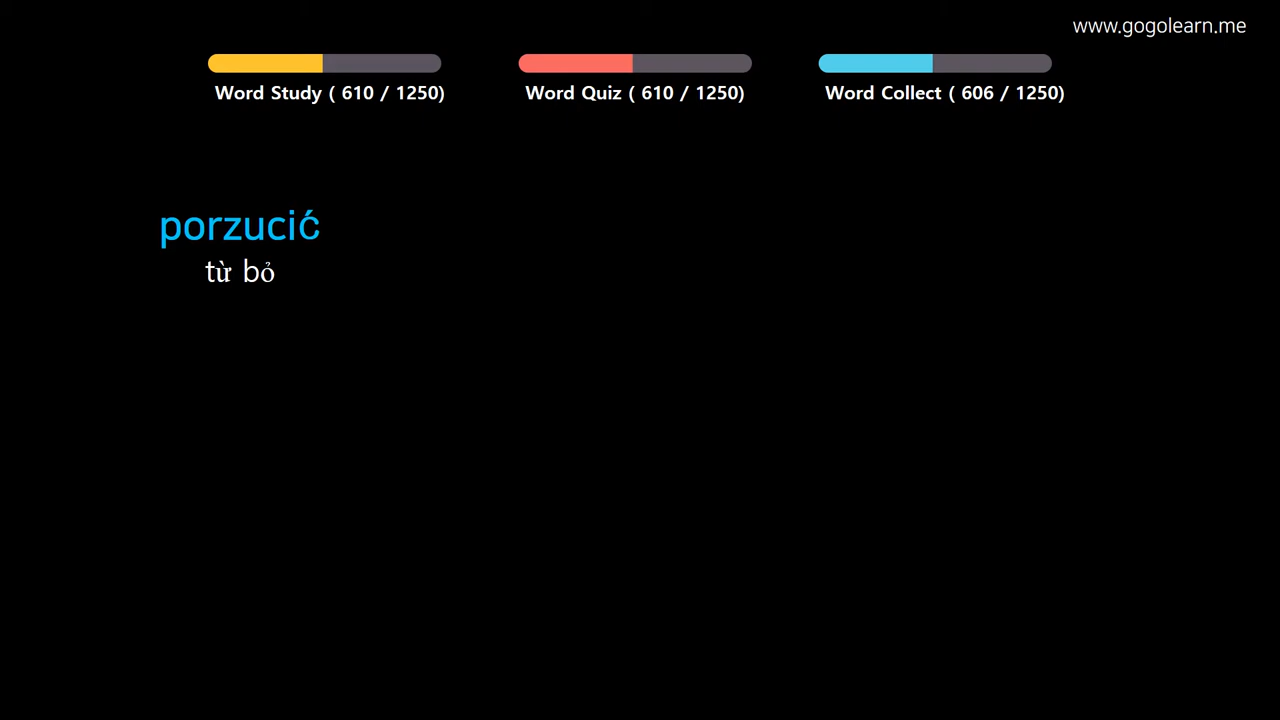 www.gogolearn.me
Word Study ( 610 / 1250)
Word Quiz ( 610 / 1250)
Word Collect ( 606 / 1250)
porzucić
từ bỏ